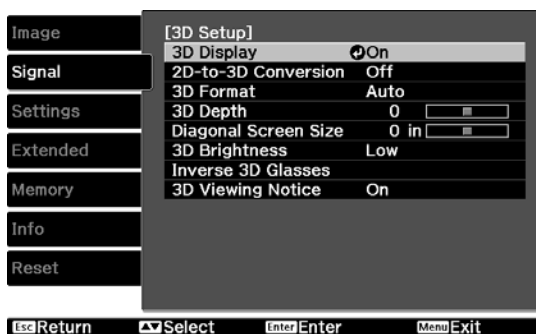 Image
Signal
Settings
Extended
Memory
Info
Reset
[3D Setup]
3D Display On
2D-to-3D Conversion Off
3D Format Auto
3D Depth 0
Diagonal Screen Size 0 in
3D Brightness Low
Inverse 3D Glasses
3D Viewing Notice On
Esc Return Select Enter Enter Menu Exit